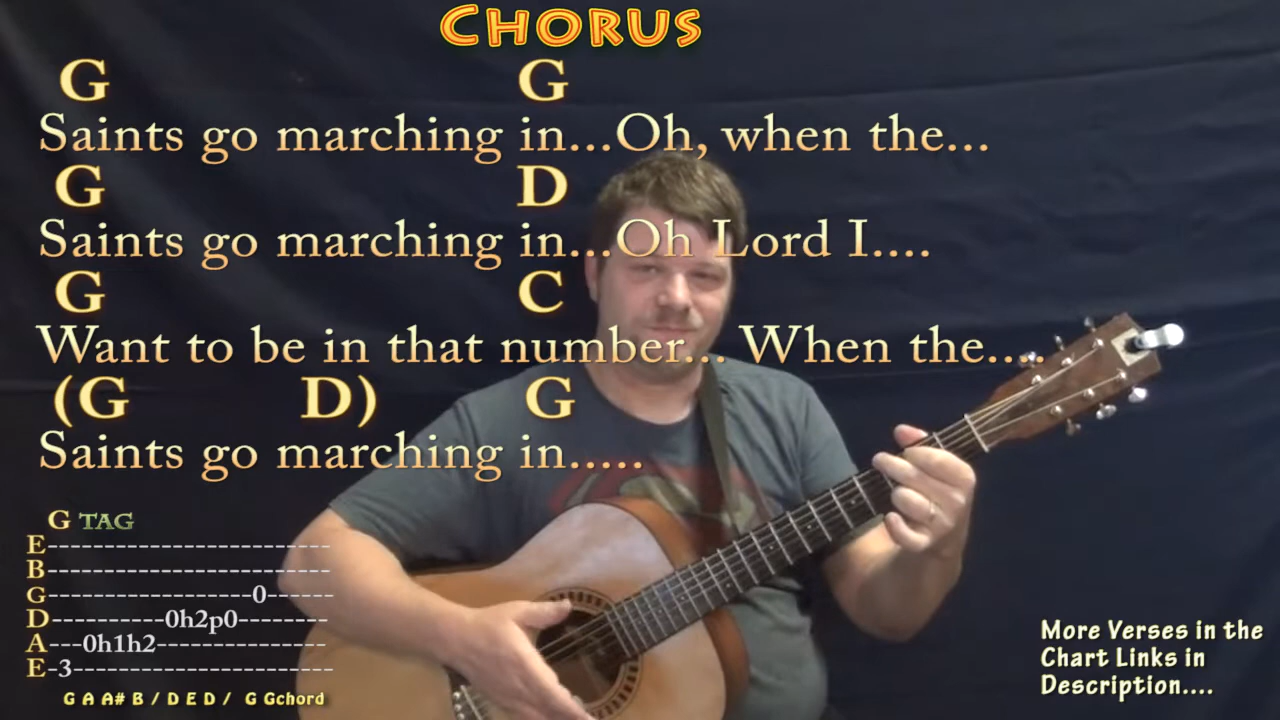 CHORUS
G G
Saints go marching in...Oh, when the...
G D
Saints go marching in...Oh Lord I....
G C
Want to be in that number... When the....
(G D) G
Saints go marching in.....
G TAG
E-----------------------------
B-----------------------------
G---------------------0------
D----------0h2p0---------
A---0h1h2-----------------
E-3---------------------------
G A A# B / D E D / G Gchord
More Verses in the
Chart Links in
Description....